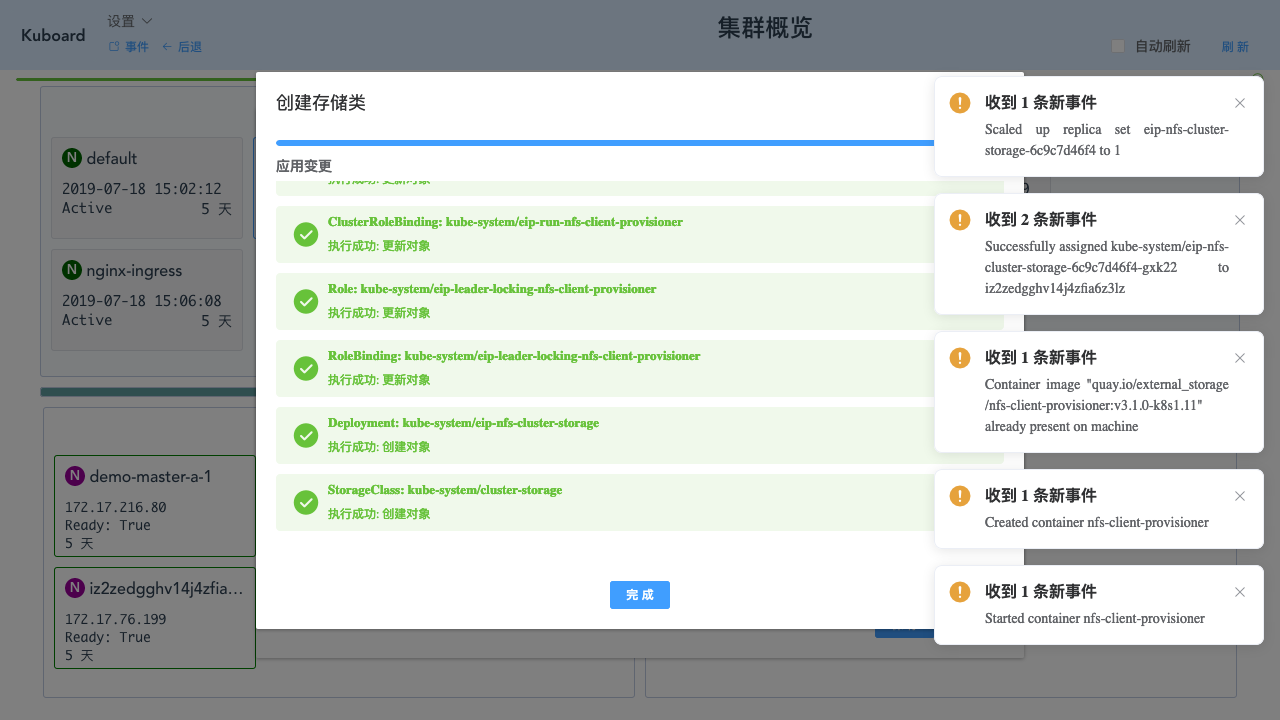 Kuboard
设置
事件
后退
集群概览
自动刷新
刷 新
N default
2019-07-18 15:02:12
Active 5 天
N nginx-ingress
2019-07-18 15:06:08
Active 5 天
N demo-master-a-1
172.17.216.80
Ready: True
5 天
N iz2zedgghv14j4zfia...
172.17.76.199
Ready: True
5 天
创建存储类
应用变更
执行成功: 更新对象
ClusterRoleBinding: kube-system/eip-run-nfs-client-provisioner
执行成功: 更新对象
Role: kube-system/eip-leader-locking-nfs-client-provisioner
执行成功: 更新对象
RoleBinding: kube-system/eip-leader-locking-nfs-client-provisioner
执行成功: 更新对象
Deployment: kube-system/eip-nfs-cluster-storage
执行成功: 创建对象
StorageClass: kube-system/cluster-storage
执行成功: 创建对象
完 成
收到 1 条新事件
Scaled up replica set eip-nfs-cluster-
storage-6c9c7d46f4 to 1
收到 2 条新事件
Successfully assigned kube-system/eip-nfs-
cluster-storage-6c9c7d46f4-gxk22 to
iz2zedgghv14j4zfia6z3lz
收到 1 条新事件
Container image "quay.io/external_storage
/nfs-client-provisioner:v3.1.0-k8s1.11"
already present on machine
收到 1 条新事件
Created container nfs-client-provisioner
收到 1 条新事件
Started container nfs-client-provisioner